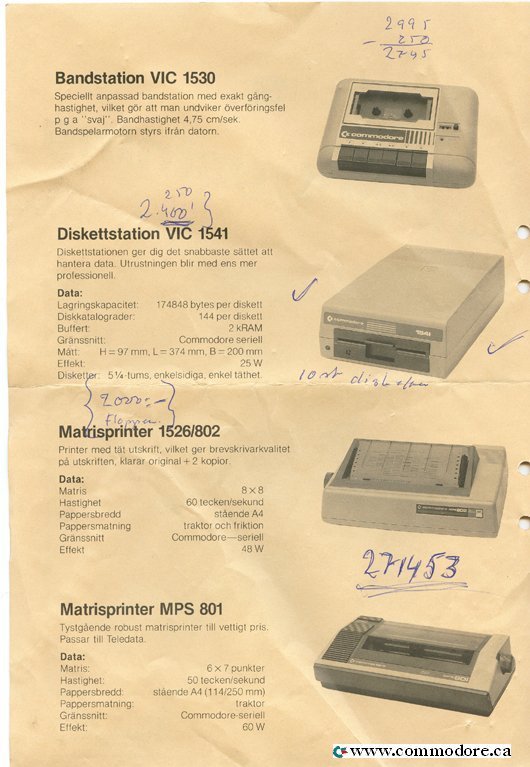 2995
- 250
2745
Bandstation VIC 1530
Speciellt anpassad bandstation med exakt gång-
hastighet, vilket gör att man undviker överföringsfel
p g a "svaj". Bandhastighet 4,75 cm/sek.
Bandspelarmotorn styrs ifrån datorn.
commodore
250
2.400
Diskettstation VIC 1541
Diskettstationen ger dig det snabbaste sättet att
hantera data. Utrustningen blir med ens mer
professionell.
Data:
Lagringskapacitet: 174848 bytes per diskett
Diskkatalograder: 144 per diskett
Buffert: 2 kRAM
Gränssnitt: Commodore seriell
Mått: H = 97 mm, L = 374 mm, B = 200 mm
Effekt: 25 W
Disketter: 5¼-tums, enkelsidiga, enkel täthet.
commodore
1541
10 st
2000:-
Matrisprinter 1526/802
Printer med tät utskrift, vilket ger brevskrivarkvalitet
på utskriften, klarar original + 2 kopior.
Data:
Matris 8 × 8
Hastighet 60 tecken/sekund
Pappersbredd stående A4
Pappersmatning traktor och friktion
Gränssnitt Commodore—seriell
Effekt 48 W
commodore
802
271453
Matrisprinter MPS 801
Tystgående robust matrisprinter till vettigt pris.
Passar till Teledata.
Data:
Matris: 6 × 7 punkter
Hastighet: 50 tecken/sekund
Pappersbredd: stående A4 (114/250 mm)
Pappersmatning: traktor
Gränssnitt: Commodore-seriell
Effekt: 60 W
commodore
801
www.commodore.ca